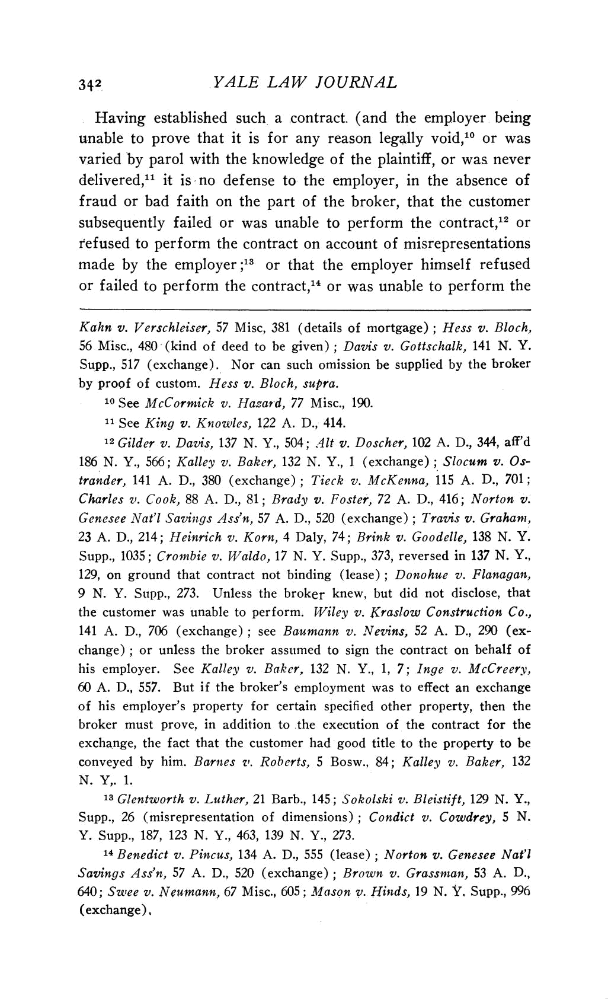 342 YALE LAW JOURNAL
Having established such a contract. (and the employer being
unable to prove that it is for any reason legally void,¹⁰ or was
varied by parol with the knowledge of the plaintiff, or was never
delivered,¹¹ it is no defense to the employer, in the absence of
fraud or bad faith on the part of the broker, that the customer
subsequently failed or was unable to perform the contract,¹² or
refused to perform the contract on account of misrepresentations
made by the employer;¹³ or that the employer himself refused
or failed to perform the contract,¹⁴ or was unable to perform the
Kahn v. Verschleiser, 57 Misc, 381 (details of mortgage); Hess v. Bloch,
56 Misc., 480 (kind of deed to be given); Davis v. Gottschalk, 141 N. Y.
Supp., 517 (exchange). Nor can such omission be supplied by the broker
by proof of custom. Hess v. Bloch, supra.
¹⁰ See McCormick v. Hazard, 77 Misc., 190.
¹¹ See King v. Knowles, 122 A. D., 414.
¹² Gilder v. Davis, 137 N. Y., 504; Alt v. Doscher, 102 A. D., 344, aff'd
186 N. Y., 566; Kalley v. Baker, 132 N. Y., 1 (exchange); Slocum v. Os-
trander, 141 A. D., 380 (exchange); Tieck v. McKenna, 115 A. D., 701;
Charles v. Cook, 88 A. D., 81; Brady v. Foster, 72 A. D., 416; Norton v.
Genesee Nat'l Savings Ass'n, 57 A. D., 520 (exchange); Travis v. Graham,
23 A. D., 214; Heinrich v. Korn, 4 Daly, 74; Brink v. Goodelle, 138 N. Y.
Supp., 1035; Crombie v. Waldo, 17 N. Y. Supp., 373, reversed in 137 N. Y.,
129, on ground that contract not binding (lease); Donohue v. Flanagan,
9 N. Y. Supp., 273. Unless the broker knew, but did not disclose, that
the customer was unable to perform. Wiley v. Kraslow Construction Co.,
141 A. D., 706 (exchange); see Baumann v. Nevins, 52 A. D., 290 (ex-
change); or unless the broker assumed to sign the contract on behalf of
his employer. See Kalley v. Baker, 132 N. Y., 1, 7; Inge v. McCreery,
60 A. D., 557. But if the broker's employment was to effect an exchange
of his employer's property for certain specified other property, then the
broker must prove, in addition to the execution of the contract for the
exchange, the fact that the customer had good title to the property to be
conveyed by him. Barnes v. Roberts, 5 Bosw., 84; Kalley v. Baker, 132
N. Y,. 1.
¹³ Glentworth v. Luther, 21 Barb., 145; Sokolski v. Bleistift, 129 N. Y.,
Supp., 26 (misrepresentation of dimensions); Condict v. Cowdrey, 5 N.
Y. Supp., 187, 123 N. Y., 463, 139 N. Y., 273.
¹⁴ Benedict v. Pincus, 134 A. D., 555 (lease); Norton v. Genesee Nat'l
Savings Ass'n, 57 A. D., 520 (exchange); Brown v. Grassman, 53 A. D.,
640; Swee v. Neumann, 67 Misc., 605; Mason v. Hinds, 19 N. Y. Supp., 996
(exchange).